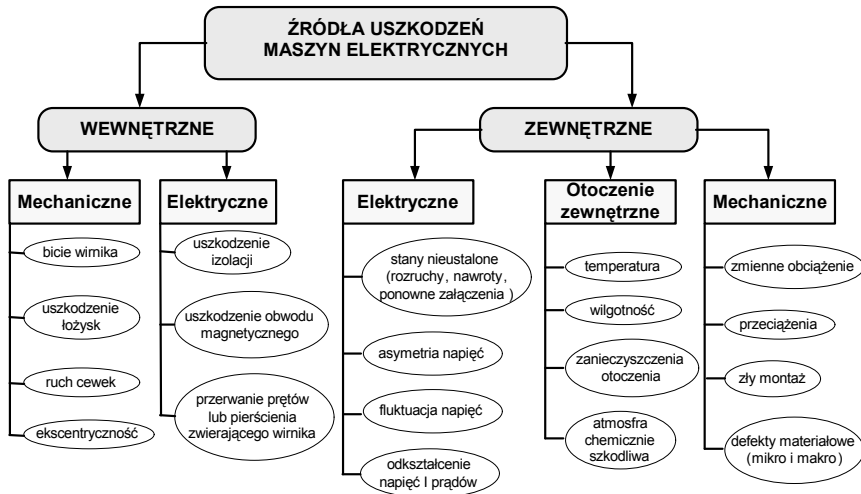 ŹRÓDŁA USZKODZEŃ
MASZYN ELEKTRYCZNYCH
WEWNĘTRZNE
ZEWNĘTRZNE
Mechaniczne
bicie wirnika
uszkodzenie
łożysk
ruch cewek
ekscentryczność
Elektryczne
uszkodzenie
izolacji
uszkodzenie obwodu
magnetycznego
przerwanie prętów
lub pierścienia
zwierającego wirnika
Elektryczne
stany nieustalone
(rozruchy, nawroty,
ponowne załączenia )
asymetria napięć
fluktuacja napięć
odkształcenie
napięć I prądów
Otoczenie
zewnętrzne
temperatura
wilgotność
zanieczyszczenia
otoczenia
atmosfra
chemicznie
szkodliwa
Mechaniczne
zmienne obciążenie
przeciążenia
zły montaż
defekty materiałowe
(mikro i makro)